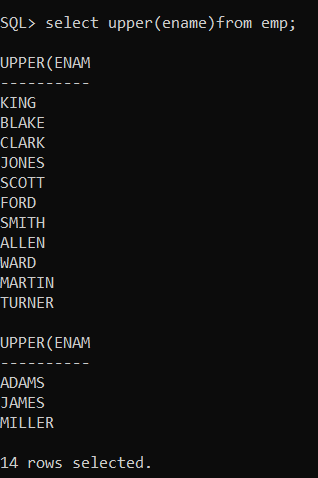 SQL> select upper(ename)from emp;
UPPER(ENAM
----------
KING
BLAKE
CLARK
JONES
SCOTT
FORD
SMITH
ALLEN
WARD
MARTIN
TURNER
UPPER(ENAM
----------
ADAMS
JAMES
MILLER
14 rows selected.